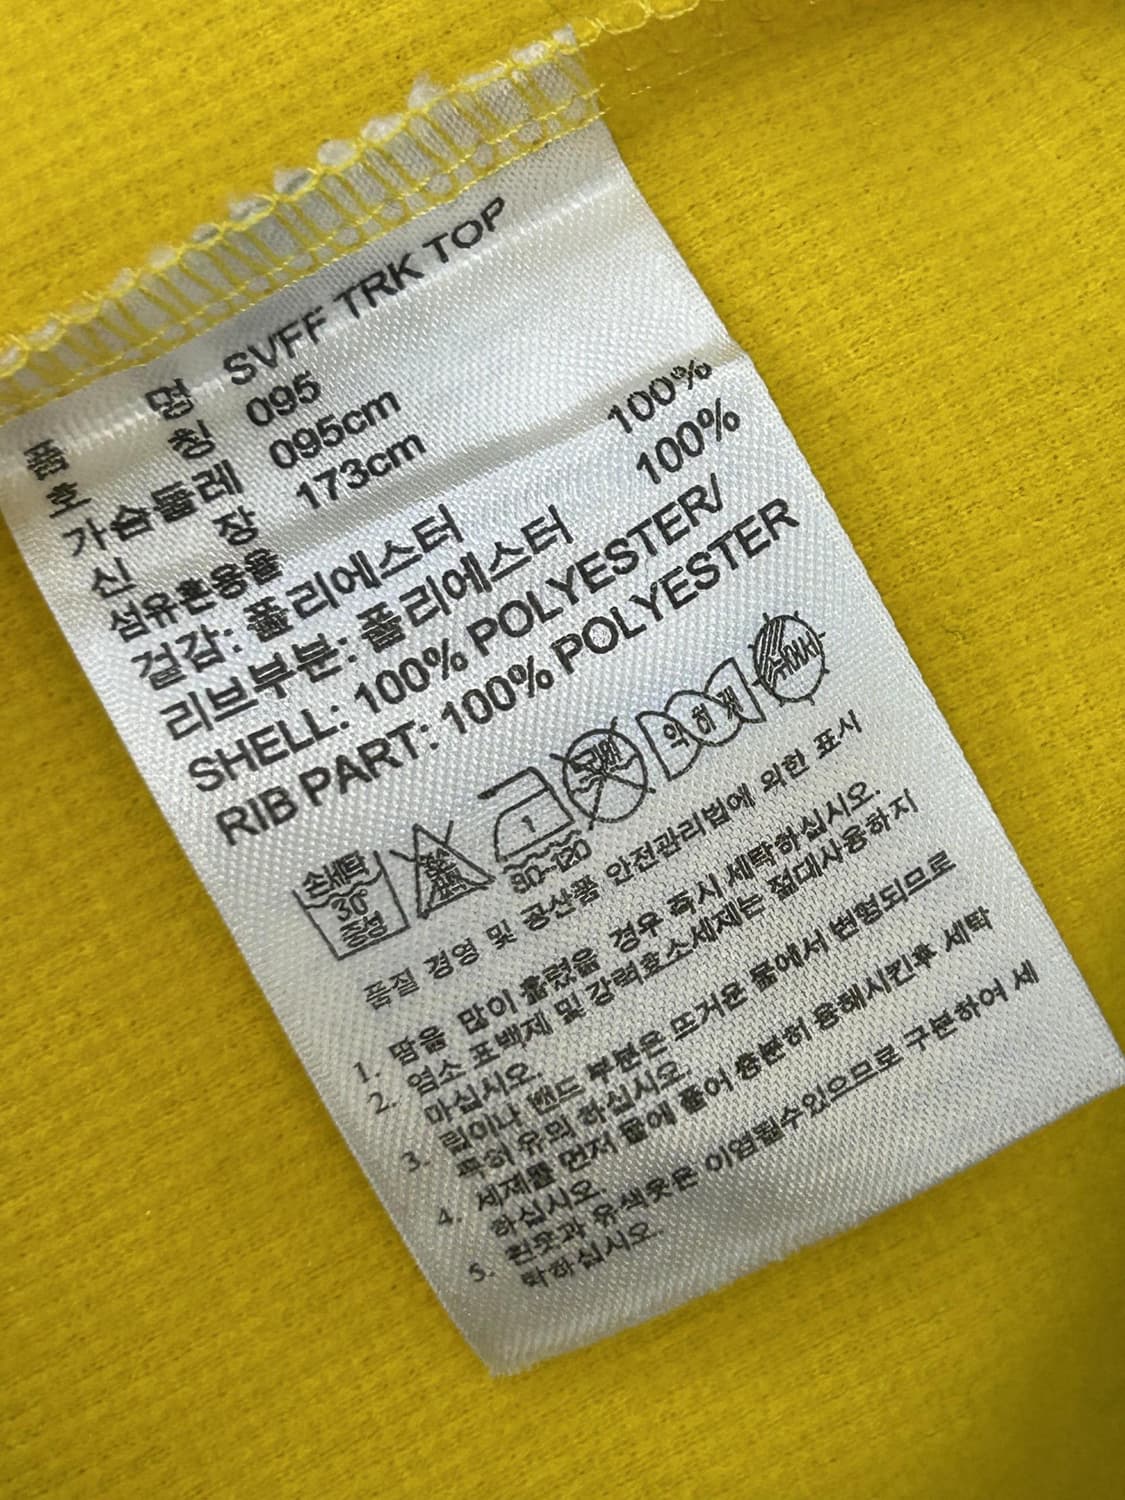 품 명 SVFF TRK TOP
호 칭 095
가슴둘레 095cm
신 장 173cm
섬유혼용율
겉감: 폴리에스터 100%
리브부분: 폴리에스터 100%
SHELL: 100% POLYESTER/
RIB PART: 100% POLYESTER
손세탁
30°
중성
1
80~120
약하게
품질 경영 및 공산품 안전관리법에 의한 표시
1. 땀을 많이 흘렸을 경우 즉시 세탁하십시오.
2. 염소 표백제 및 강력효소세제는 절대사용하지
마십시오.
3. 립이나 밴드 부분은 뜨거운 물에서 변형되므로
특히 유의 하십시오.
4. 세제를 먼저 물에 풀어 충분히 용해시킨후 세탁
하십시오.
5. 흰옷과 유색옷은 이염될수있으므로 구분하여 세
탁하십시오.